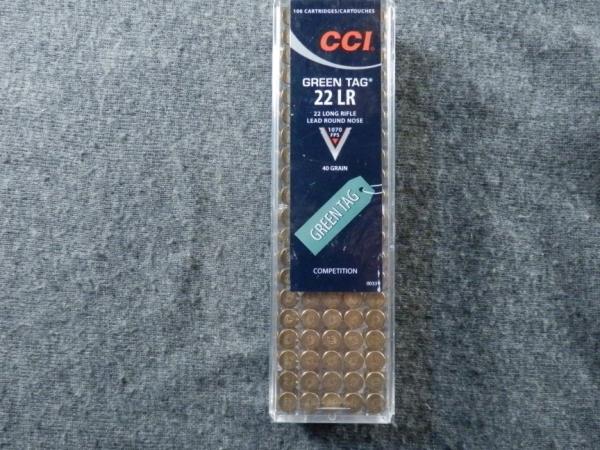 100 CARTRIDGES/CARTOUCHES
CCI®
GREEN TAG®
22 LR
22 LONG RIFLE
LEAD ROUND NOSE
1070
FPS
40 GRAIN
GREEN TAG
COMPETITION